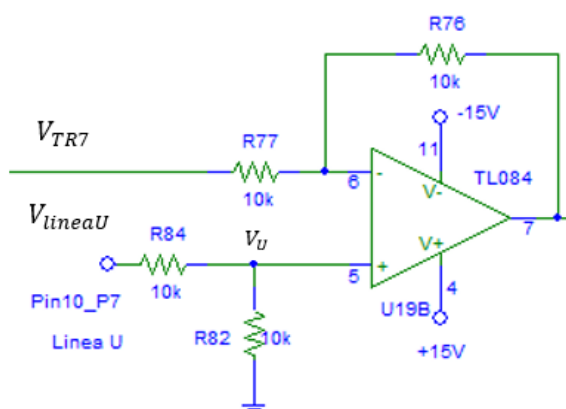 R76
10k
-15V
V_TR7
R77
11
TL084
6
-
V-
10k
7
V_lineaU
R84
V_U
V+
5
+
10k
4
Pin10_P7
U19B
R82
10k
Linea U
+15V